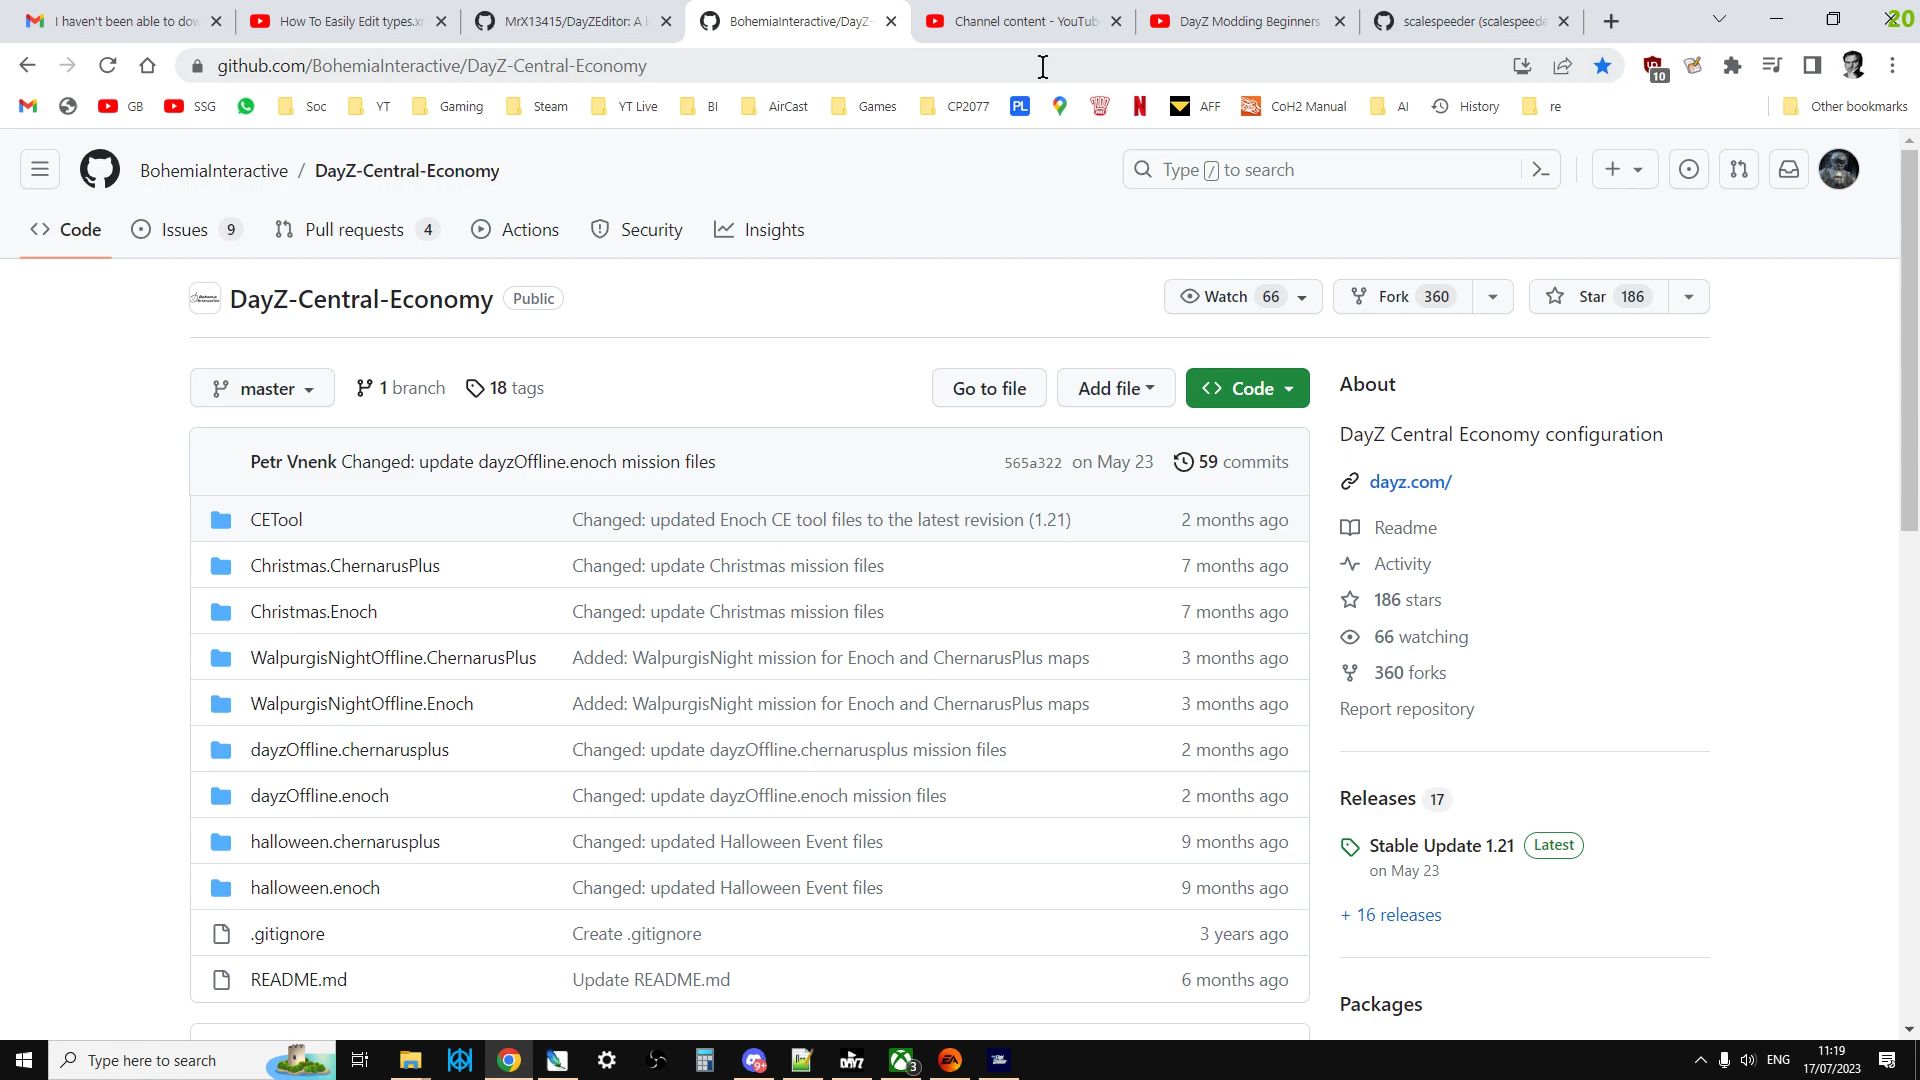 I haven't been able to dow
How To Easily Edit types.xm
MrX13415/DayZEditor: A l
BohemiaInteractive/DayZ-
Channel content - YouTub
DayZ Modding Beginners
scalespeeder (scalespeede
20
github.com/BohemiaInteractive/DayZ-Central-Economy
10
GB
SSG
Soc
YT
Gaming
Steam
YT Live
BI
AirCast
Games
CP2077
PL
AFF
CoH2 Manual
AI
History
re
Other bookmarks
BohemiaInteractive / DayZ-Central-Economy
Type / to search
Code
Issues 9
Pull requests 4
Actions
Security
Insights
DayZ-Central-Economy Public
Watch 66
Fork 360
Star 186
master
1 branch
18 tags
Go to file
Add file
Code
Petr Vnenk Changed: update dayzOffline.enoch mission files 565a322 on May 23 59 commits
CETool Changed: updated Enoch CE tool files to the latest revision (1.21) 2 months ago
Christmas.ChernarusPlus Changed: update Christmas mission files 7 months ago
Christmas.Enoch Changed: update Christmas mission files 7 months ago
WalpurgisNightOffline.ChernarusPlus Added: WalpurgisNight mission for Enoch and ChernarusPlus maps 3 months ago
WalpurgisNightOffline.Enoch Added: WalpurgisNight mission for Enoch and ChernarusPlus maps 3 months ago
dayzOffline.chernarusplus Changed: update dayzOffline.chernarusplus mission files 2 months ago
dayzOffline.enoch Changed: update dayzOffline.enoch mission files 2 months ago
halloween.chernarusplus Changed: updated Halloween Event files 9 months ago
halloween.enoch Changed: updated Halloween Event files 9 months ago
.gitignore Create .gitignore 3 years ago
README.md Update README.md 6 months ago
About
DayZ Central Economy configuration
dayz.com/
Readme
Activity
186 stars
66 watching
360 forks
Report repository
Releases 17
Stable Update 1.21 Latest
on May 23
+ 16 releases
Packages
Type here to search
9+
DAYZ
3
EA
ENG
11:19
17/07/2023